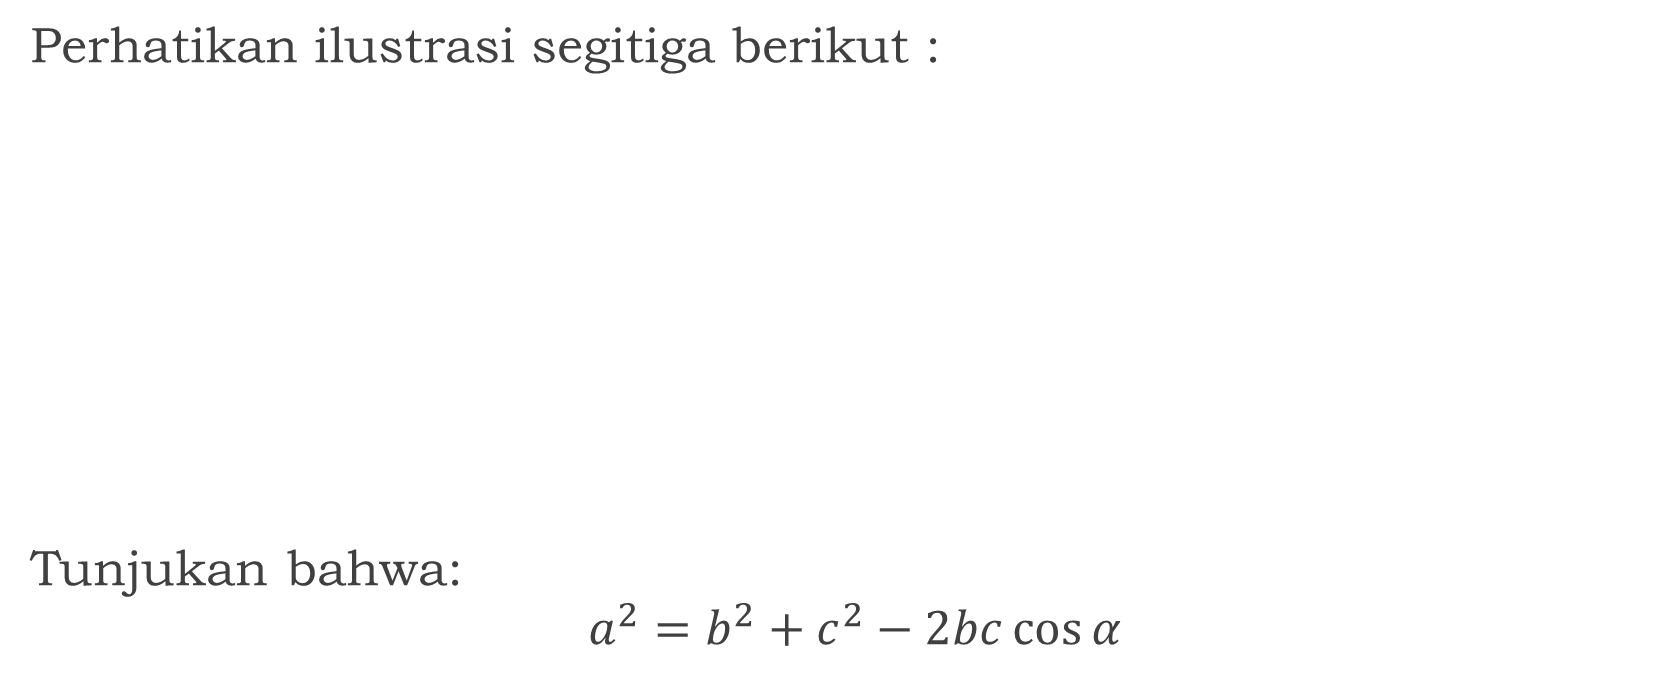 Perhatikan ilustrasi segitiga berikut :
Tunjukan bahwa:
a² = b² + c² − 2bc cos α